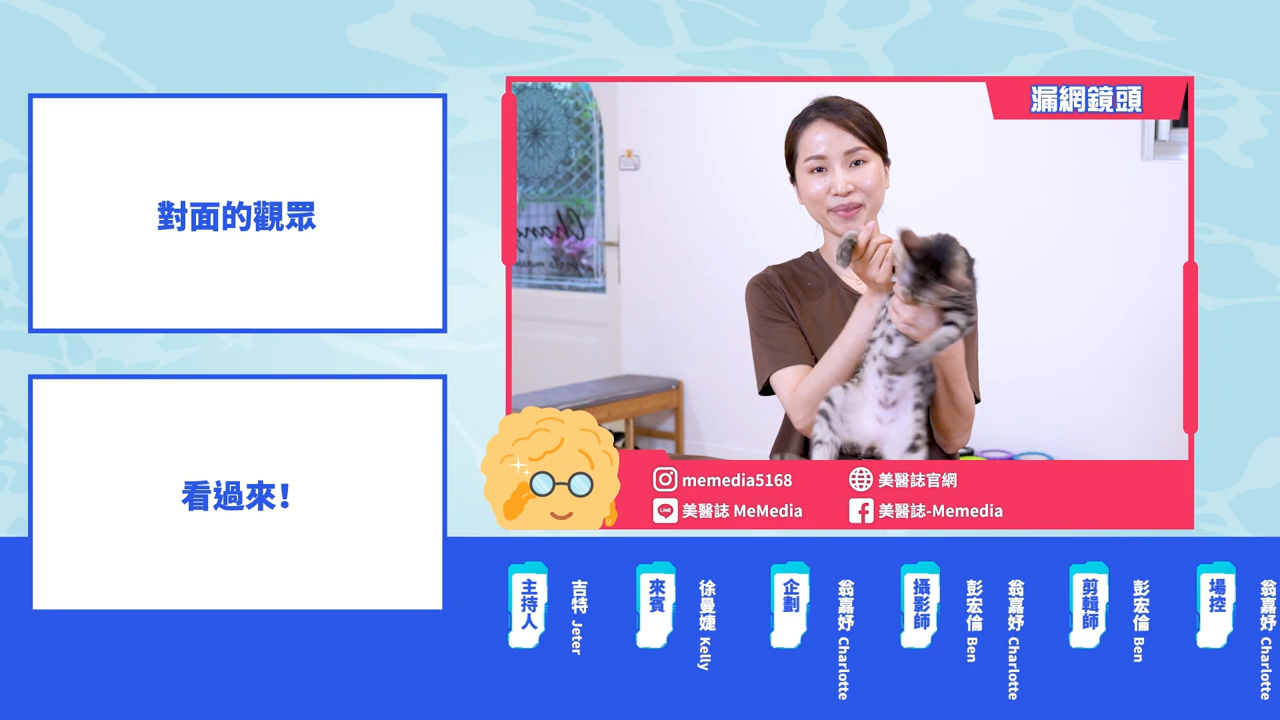 對面的觀眾
看過來！
漏網鏡頭
memedia5168
美醫誌官網
美醫誌 MeMedia
美醫誌-Memedia
主持人
吉特 Jeter
來賓
徐曼婕 Kelly
企劃
翁嘉妤 Charlotte
攝影師
彭宏倫 Ben
翁嘉妤 Charlotte
剪輯師
彭宏倫 Ben
場控
翁嘉妤 Charlotte